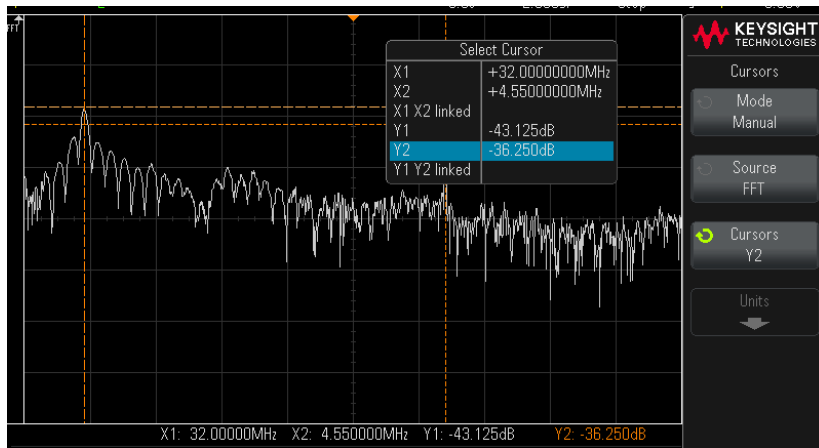 FFT
KEYSIGHT
TECHNOLOGIES
Select Cursor
X1 +32.00000000MHz
X2 +4.55000000MHz
X1 X2 linked
Y1 -43.125dB
Y2 -36.250dB
Y1 Y2 linked
Cursors
Mode
Manual
Source
FFT
Cursors
Y2
Units
X1: 32.00000MHz X2: 4.550000MHz Y1: -43.125dB Y2: -36.250dB